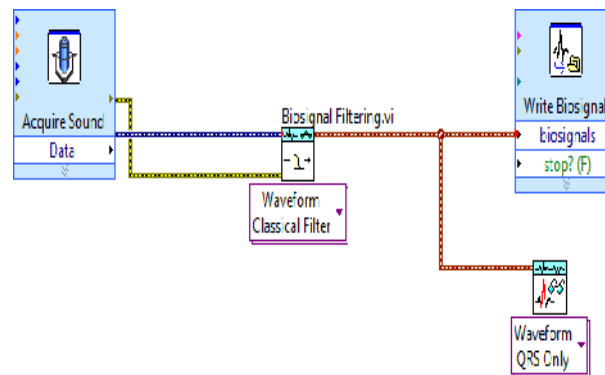 Acquire Sound
Data
Biosignal Filtering.vi
Waveform
Classical Filter
Write Biosignal
biosignals
stop? (F)
Waveform
QRS Only